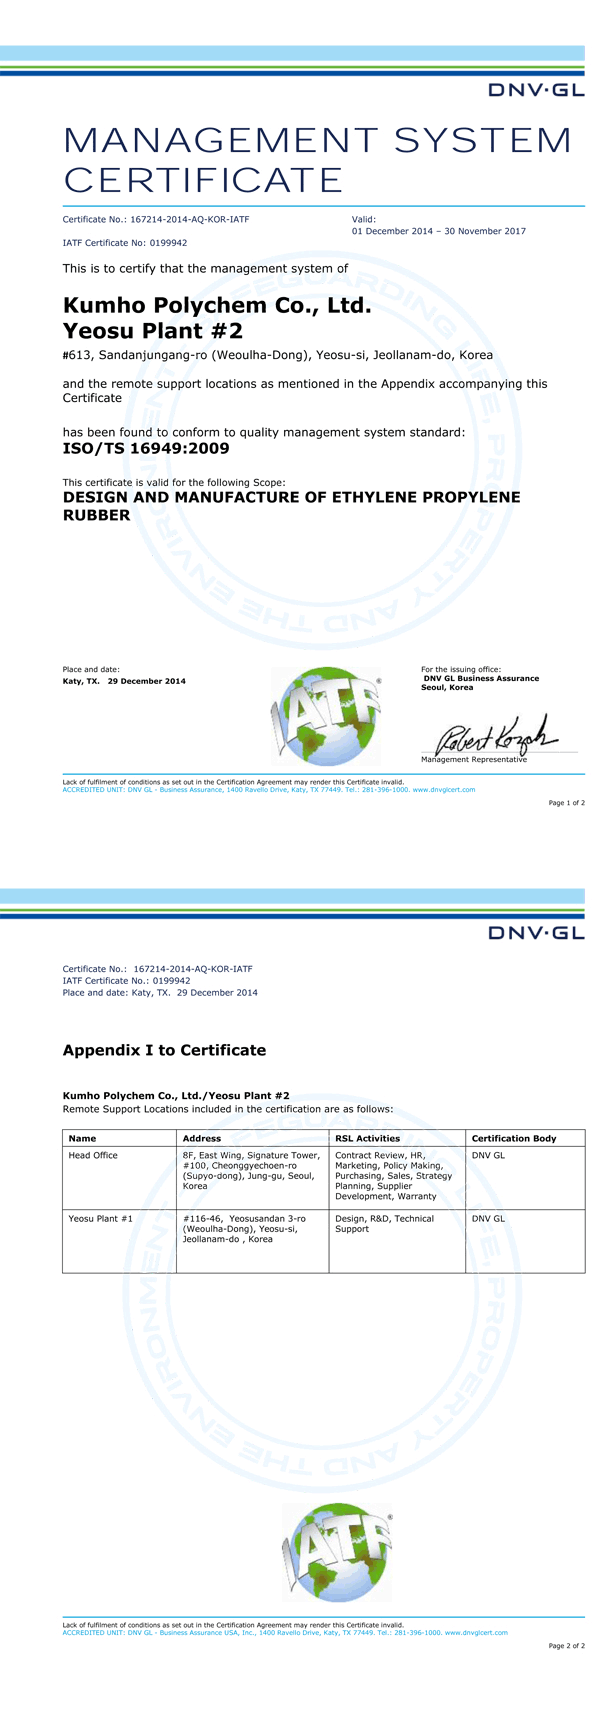 DNV·GL
MANAGEMENT SYSTEM
CERTIFICATE
Certificate No.: 167214-2014-AQ-KOR-IATF
Valid:
01 December 2014 – 30 November 2017
IATF Certificate No: 0199942
This is to certify that the management system of
Kumho Polychem Co., Ltd.
Yeosu Plant #2
#613, Sandanjungang-ro (Weoulha-Dong), Yeosu-si, Jeollanam-do, Korea
and the remote support locations as mentioned in the Appendix accompanying this
Certificate
has been found to conform to quality management system standard:
ISO/TS 16949:2009
This certificate is valid for the following Scope:
DESIGN AND MANUFACTURE OF ETHYLENE PROPYLENE
RUBBER
Place and date:
Katy, TX. 29 December 2014
IATF
®
For the issuing office:
DNV GL Business Assurance
Seoul, Korea
Management Representative
Lack of fulfilment of conditions as set out in the Certification Agreement may render this Certificate invalid.
ACCREDITED UNIT: DNV GL - Business Assurance, 1400 Ravello Drive, Katy, TX 77449. Tel.: 281-396-1000. www.dnvglcert.com
Page 1 of 2
DNV·GL
Certificate No.: 167214-2014-AQ-KOR-IATF
IATF Certificate No.: 0199942
Place and date: Katy, TX. 29 December 2014
Appendix I to Certificate
Kumho Polychem Co., Ltd./Yeosu Plant #2
Remote Support Locations included in the certification are as follows:
Name Address RSL Activities Certification Body
Head Office
8F, East Wing, Signature Tower,
#100, Cheonggyechoen-ro
(Supyo-dong), Jung-gu, Seoul,
Korea
Contract Review, HR,
Marketing, Policy Making,
Purchasing, Sales, Strategy
Planning, Supplier
Development, Warranty
DNV GL
Yeosu Plant #1
#116-46, Yeosusandan 3-ro
(Weoulha-Dong), Yeosu-si,
Jeollanam-do , Korea
Design, R&D, Technical
Support
DNV GL
IATF
®
Lack of fulfilment of conditions as set out in the Certification Agreement may render this Certificate invalid.
ACCREDITED UNIT: DNV GL - Business Assurance USA, Inc., 1400 Ravello Drive, Katy, TX 77449. Tel.: 281-396-1000. www.dnvglcert.com
Page 2 of 2